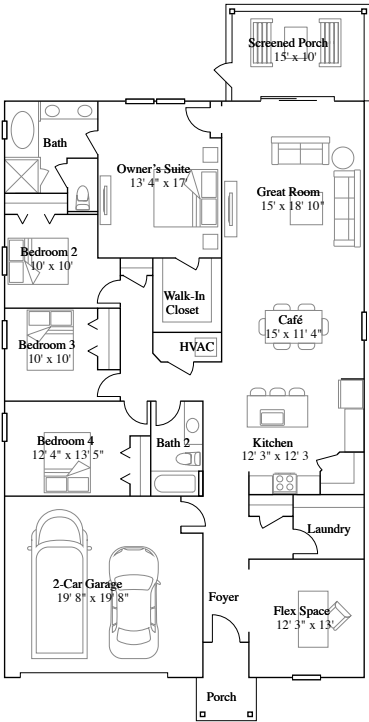 Screened Porch
15' x 10'
Bath
Owner's Suite
13' 4" x 17'
Great Room
15' x 18' 10"
Bedroom 2
10' x 10'
Walk-In
Closet
Café
15' x 11' 4"
Bedroom 3
10' x 10'
HVAC
Bedroom 4
12' 4" x 13' 5"
Bath 2
Kitchen
12' 3" x 12' 3
Laundry
2-Car Garage
19' 8" x 19' 8"
Foyer
Flex Space
12' 3" x 13'
Porch